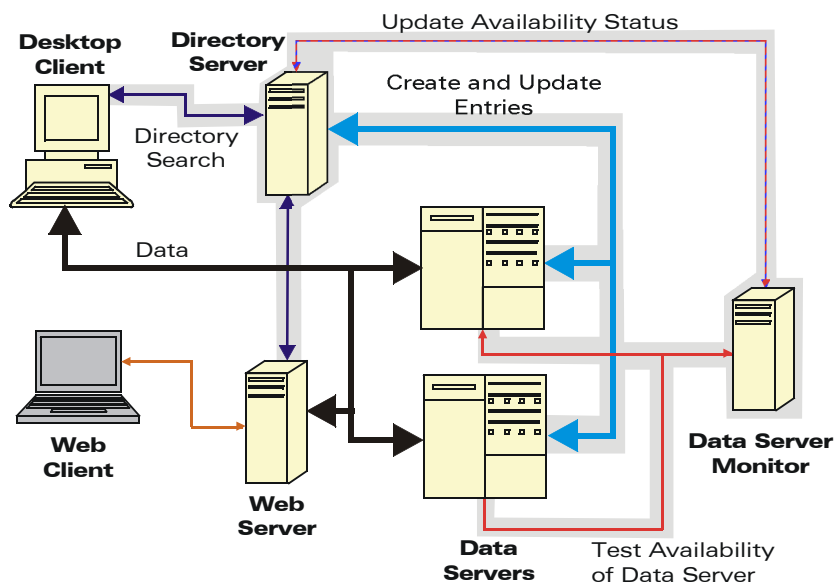 Update Availability Status
Desktop
Client
Directory
Server
Create and Update
Entries
Directory
Search
Data
Web
Client
Web
Server
Data
Servers
Data Server
Monitor
Test Availability
of Data Server